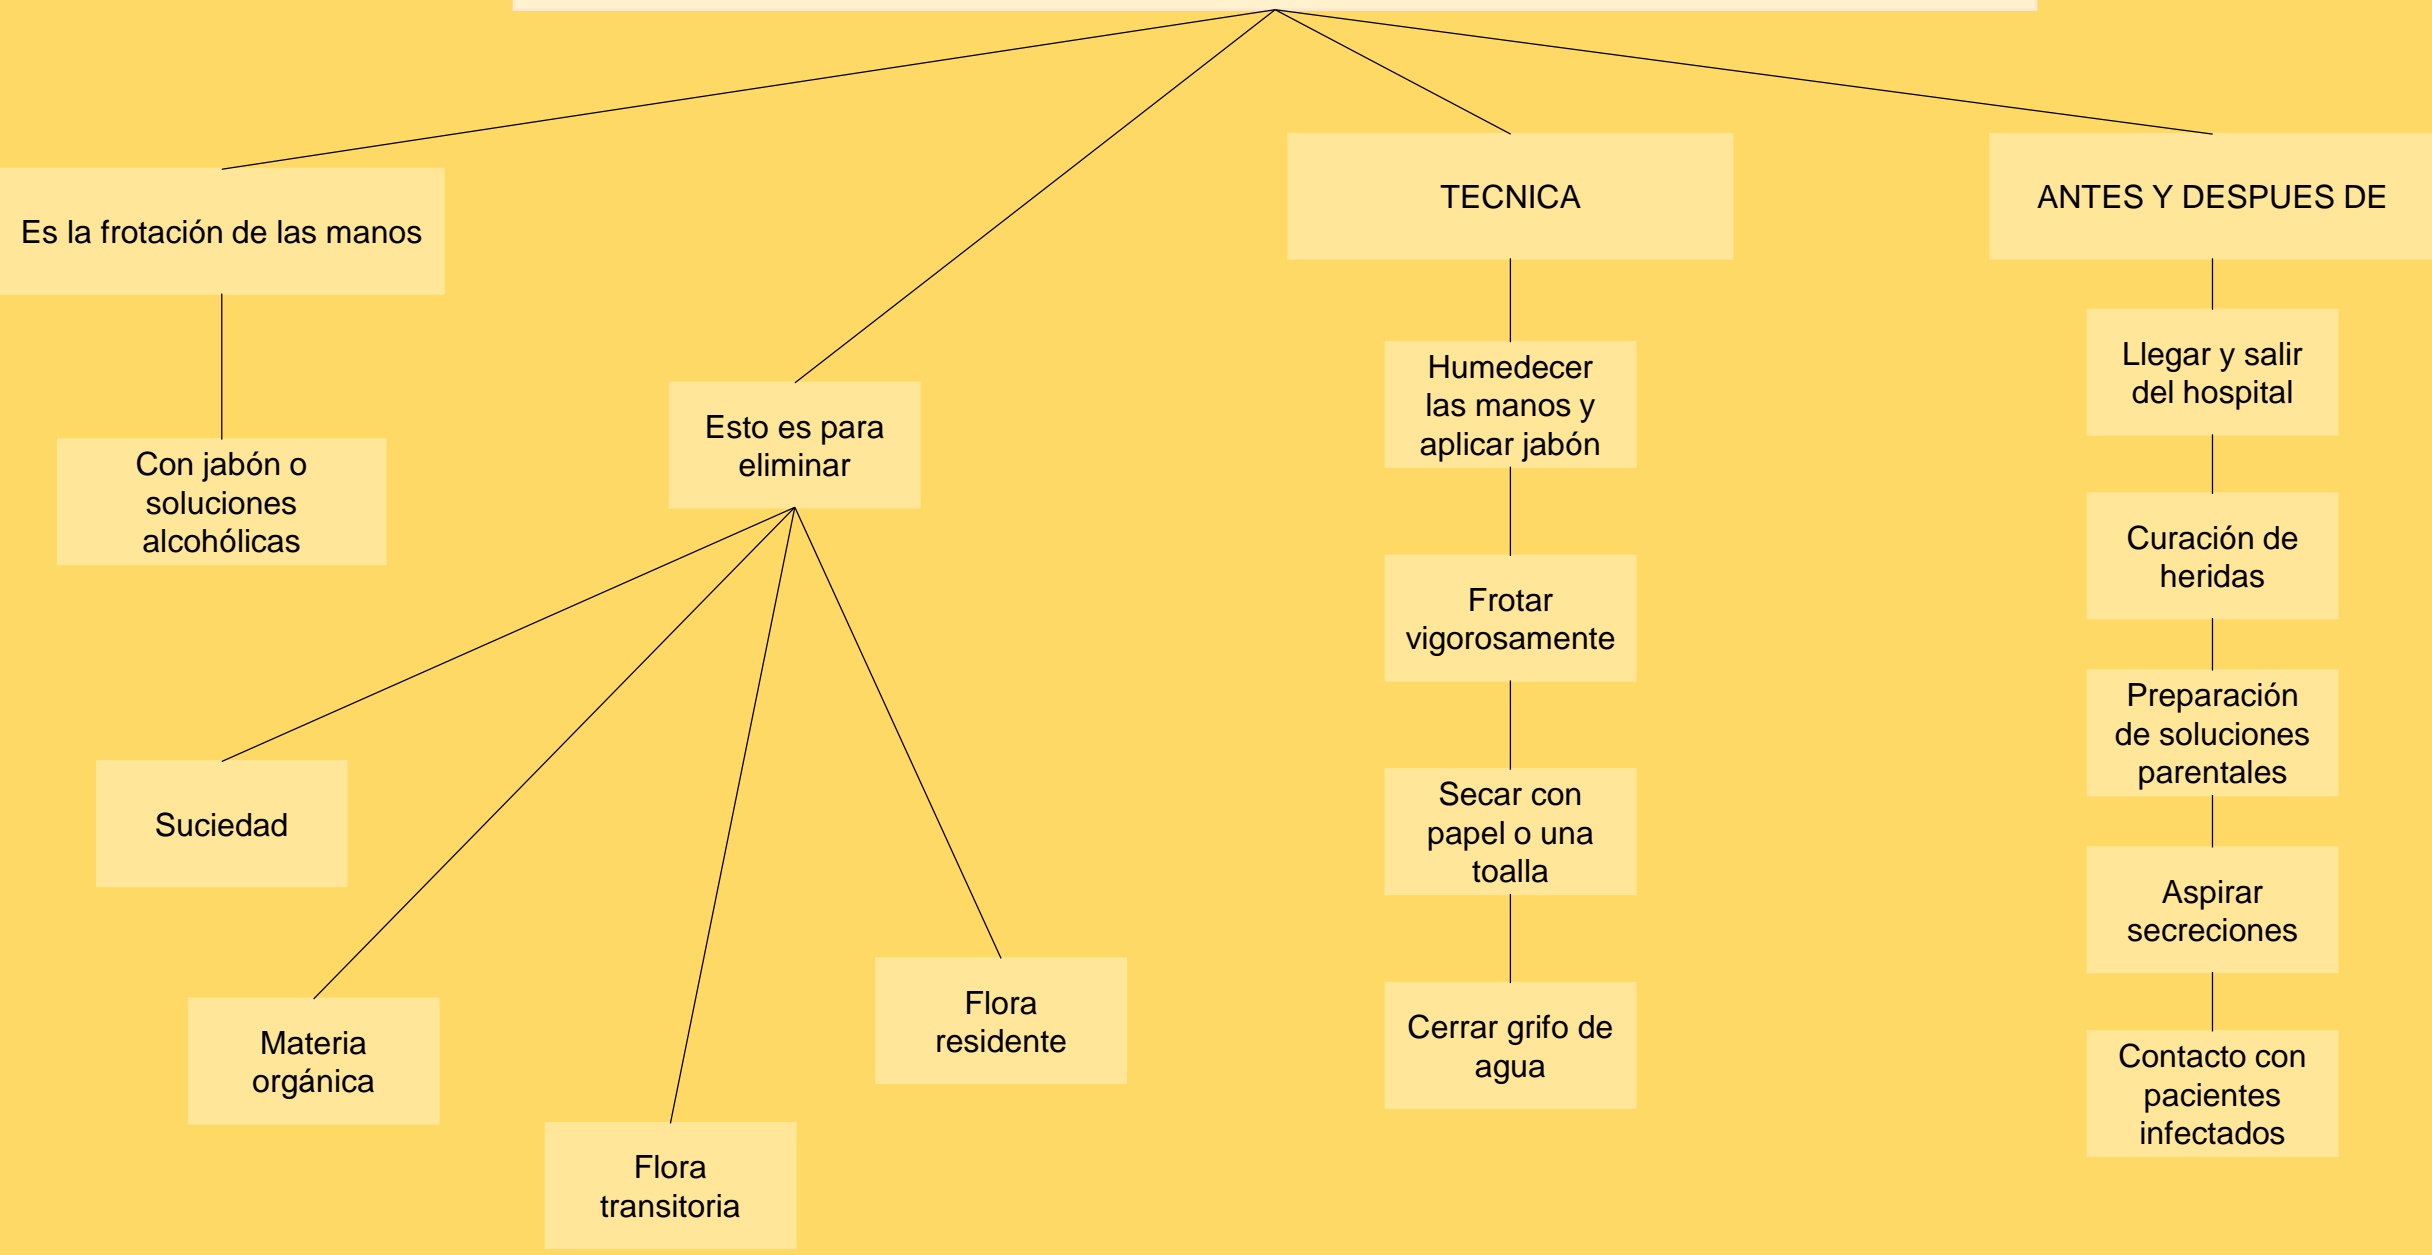 Es la frotación de las manos
Con jabón o
soluciones
alcohólicas
Esto es para
eliminar
Suciedad
Materia
orgánica
Flora
transitoria
Flora
residente
TECNICA
Humedecer
las manos y
aplicar jabón
Frotar
vigorosamente
Secar con
papel o una
toalla
Cerrar grifo de
agua
ANTES Y DESPUES DE
Llegar y salir
del hospital
Curación de
heridas
Preparación
de soluciones
parentales
Aspirar
secreciones
Contacto con
pacientes
infectados